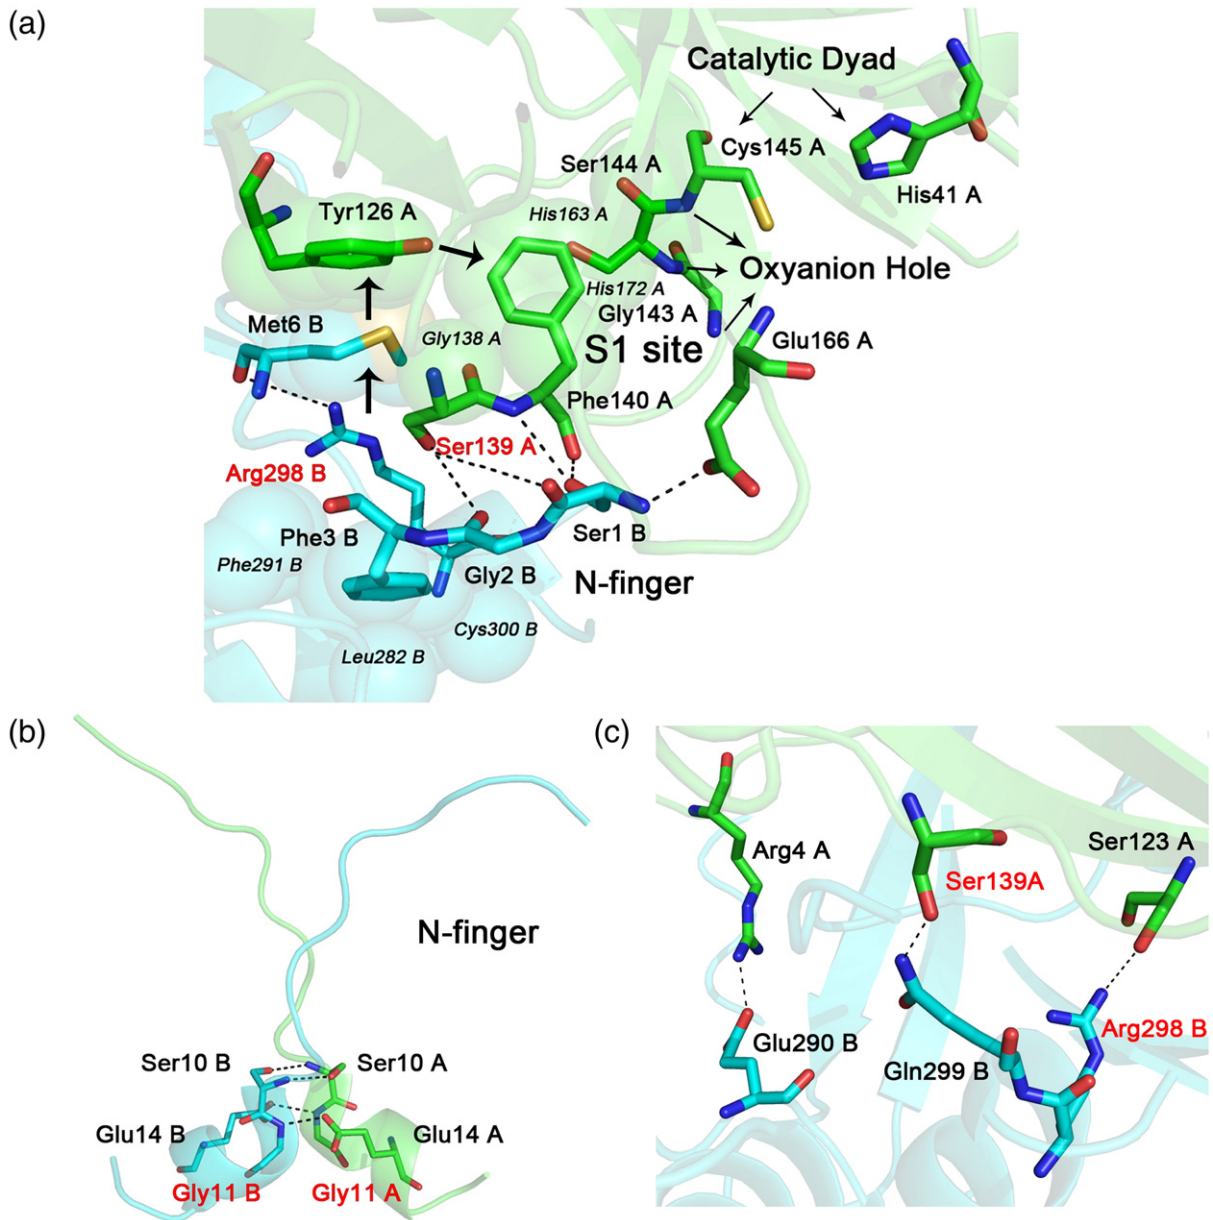 (a)
Catalytic Dyad
Ser144 A
Cys145 A
His41 A
Tyr126 A
His163 A
Oxyanion Hole
His172 A
Gly143 A
Met6 B
Gly138 A
S1 site
Glu166 A
Phe140 A
Ser139 A
Arg298 B
Phe3 B
Ser1 B
Phe291 B
Gly2 B
N-finger
Cys300 B
Leu282 B
(b)
N-finger
Ser10 B
Ser10 A
Glu14 B
Glu14 A
Gly11 B
Gly11 A
(c)
Arg4 A
Ser139A
Ser123 A
Glu290 B
Gln299 B
Arg298 B